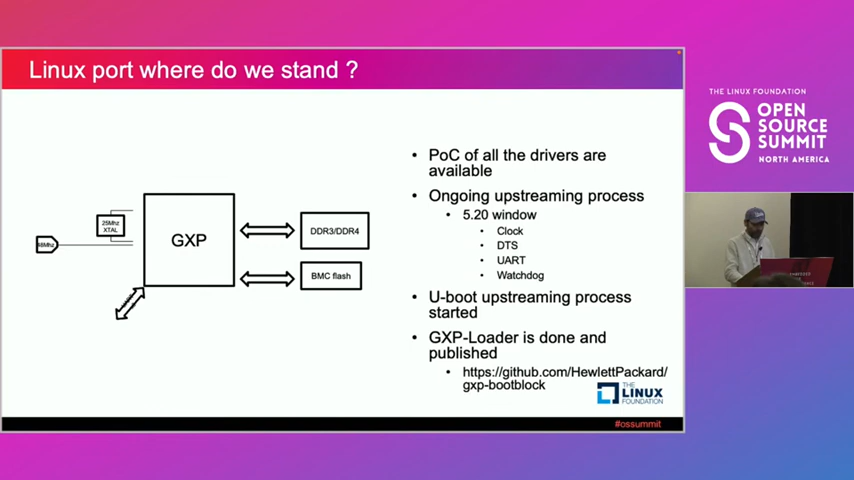 Linux port where do we stand ?
25Mhz
XTAL
48Mhz
GXP
DDR3/DDR4
BMC flash
• PoC of all the drivers are
available
• Ongoing upstreaming process
• 5.20 window
• Clock
• DTS
• UART
• Watchdog
• U-boot upstreaming process
started
• GXP-Loader is done and
published
• https://github.com/HewlettPackard/
gxp-bootblock
THE
LINUX
FOUNDATION
#ossummit
THE LINUX FOUNDATION
OPEN
SOURCE
SUMMIT
NORTH AMERICA